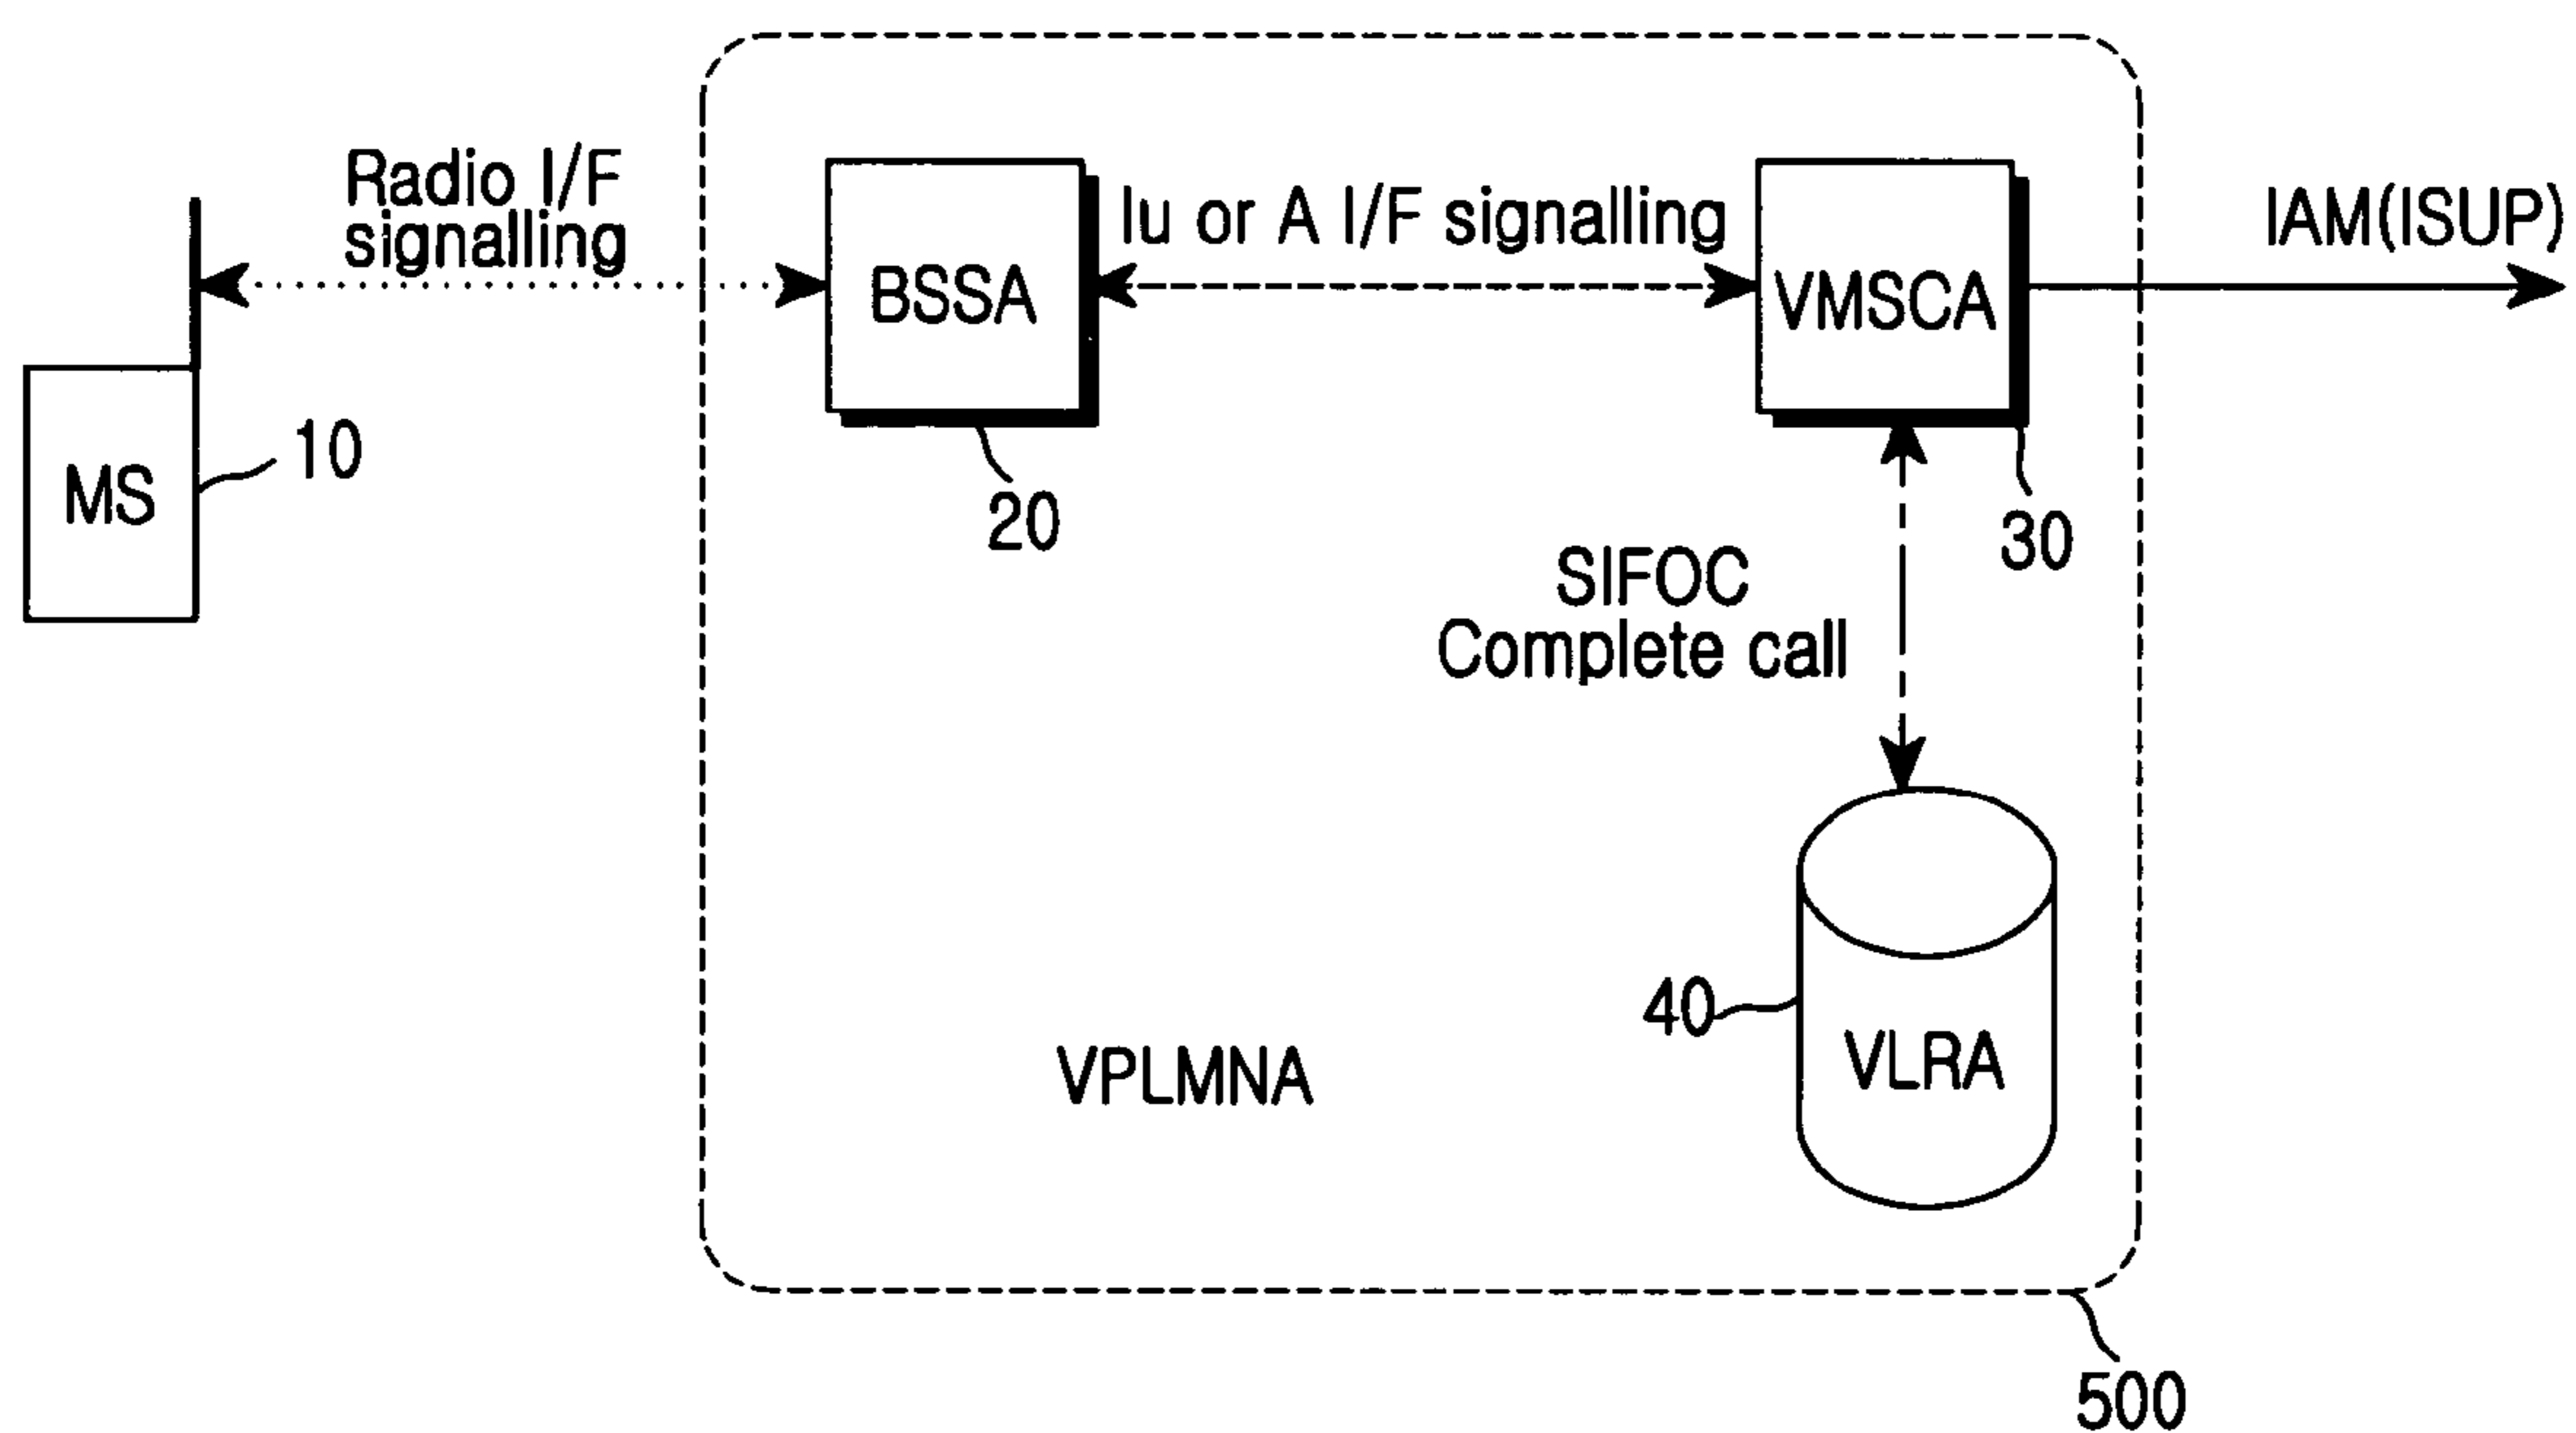 Radio I/F
signalling
Iu or A I/F signalling
IAM(ISUP)
BSSA
VMSCA
MS
10
20
30
SIFOC
Complete call
40
VLRA
VPLMNA
500